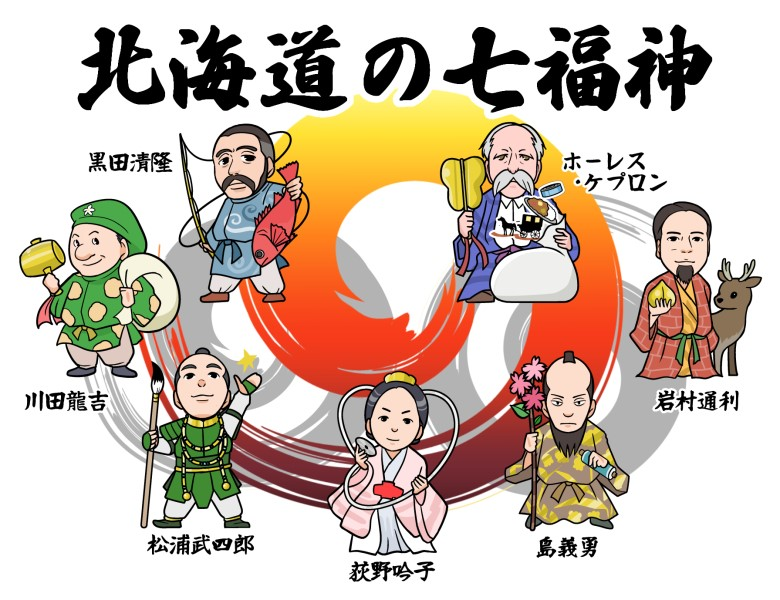 北海道の七福神
黒田清隆
ホーレス
・ケプロン
川田龍吉
岩村通利
松浦武四郎
島義勇
荻野吟子